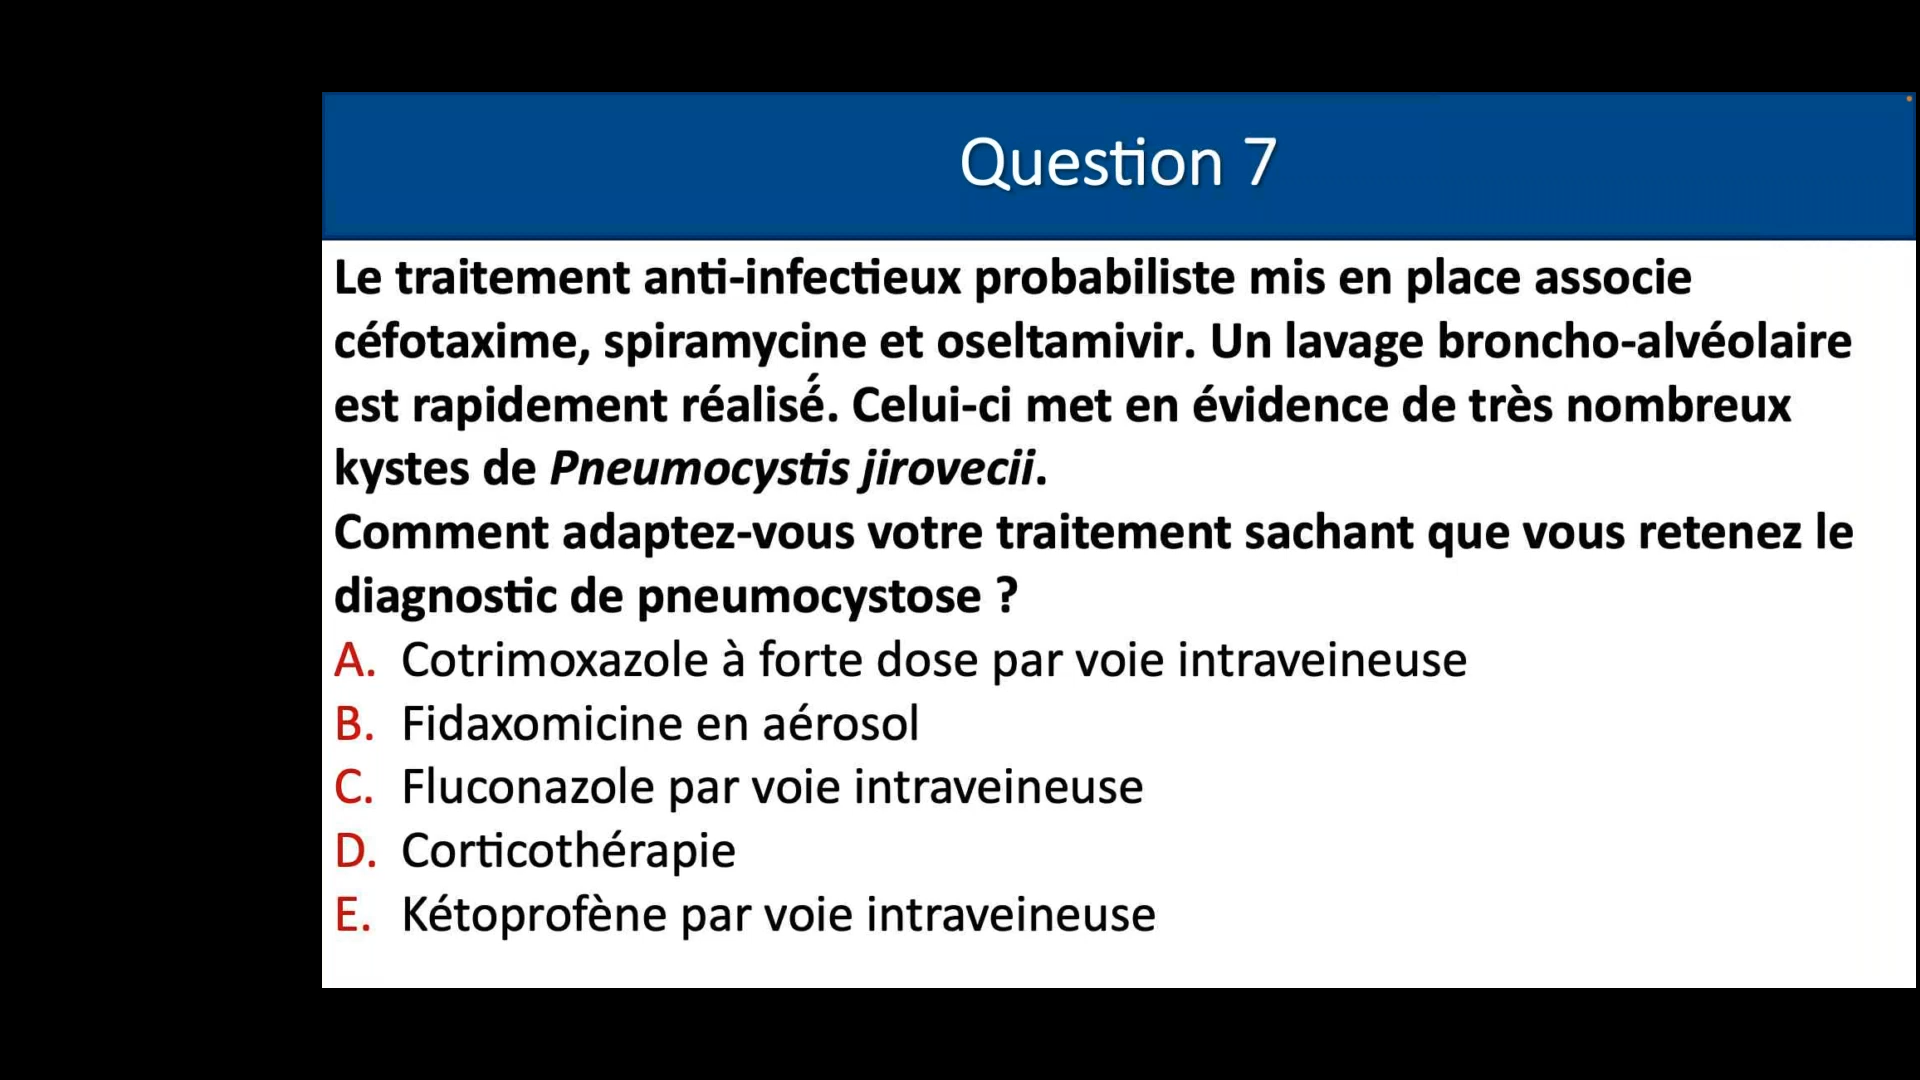 Question 7
Le traitement anti-infectieux probabiliste mis en place associe
céfotaxime, spiramycine et oseltamivir. Un lavage broncho-alvéolaire
est rapidement réalisé́. Celui-ci met en évidence de très nombreux
kystes de Pneumocystis jirovecii.
Comment adaptez-vous votre traitement sachant que vous retenez le
diagnostic de pneumocystose ?
A. Cotrimoxazole à forte dose par voie intraveineuse
B. Fidaxomicine en aérosol
C. Fluconazole par voie intraveineuse
D. Corticothérapie
E. Kétoprofène par voie intraveineuse